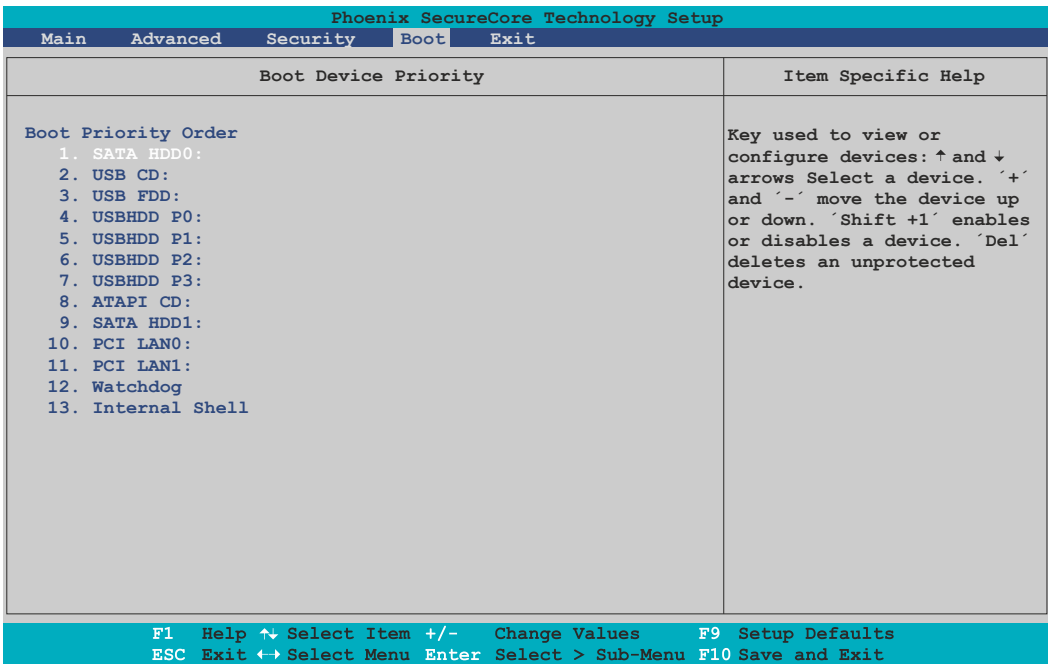 Phoenix SecureCore Technology Setup
Main Advanced Security Boot Exit
Boot Device Priority
Item Specific Help
Boot Priority Order
1. SATA HDD0:
2. USB CD:
3. USB FDD:
4. USBHDD P0:
5. USBHDD P1:
6. USBHDD P2:
7. USBHDD P3:
8. ATAPI CD:
9. SATA HDD1:
10. PCI LAN0:
11. PCI LAN1:
12. Watchdog
13. Internal Shell
Key used to view or
configure devices: ↑ and ↓
arrows Select a device. ´+´
and ´-´ move the device up
or down. ´Shift +1´ enables
or disables a device. ´Del´
deletes an unprotected
device.
F1 Help ↑↓ Select Item +/- Change Values F9 Setup Defaults
ESC Exit ←→ Select Menu Enter Select > Sub-Menu F10 Save and Exit